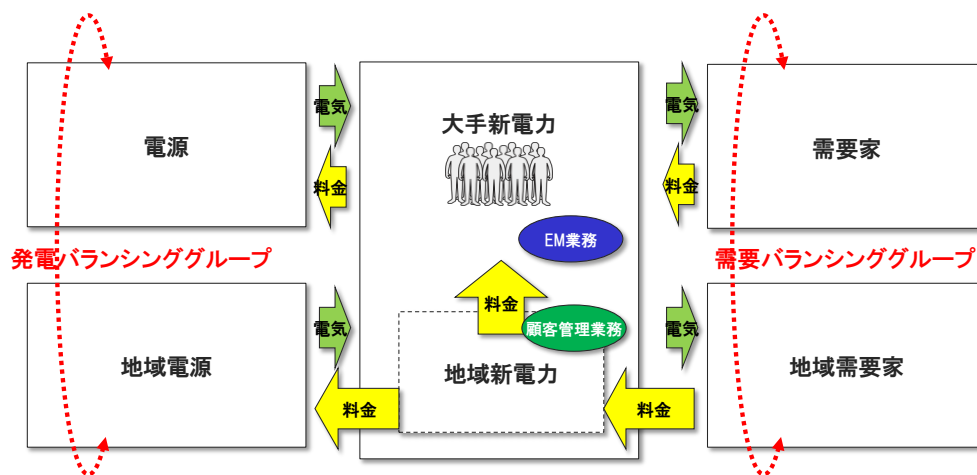 電源
電気
料金
大手新電力
電気
料金
需要家
EM業務
発電バランシンググループ
需要バランシンググループ
料金
顧客管理業務
地域電源
電気
料金
地域新電力
電気
料金
地域需要家